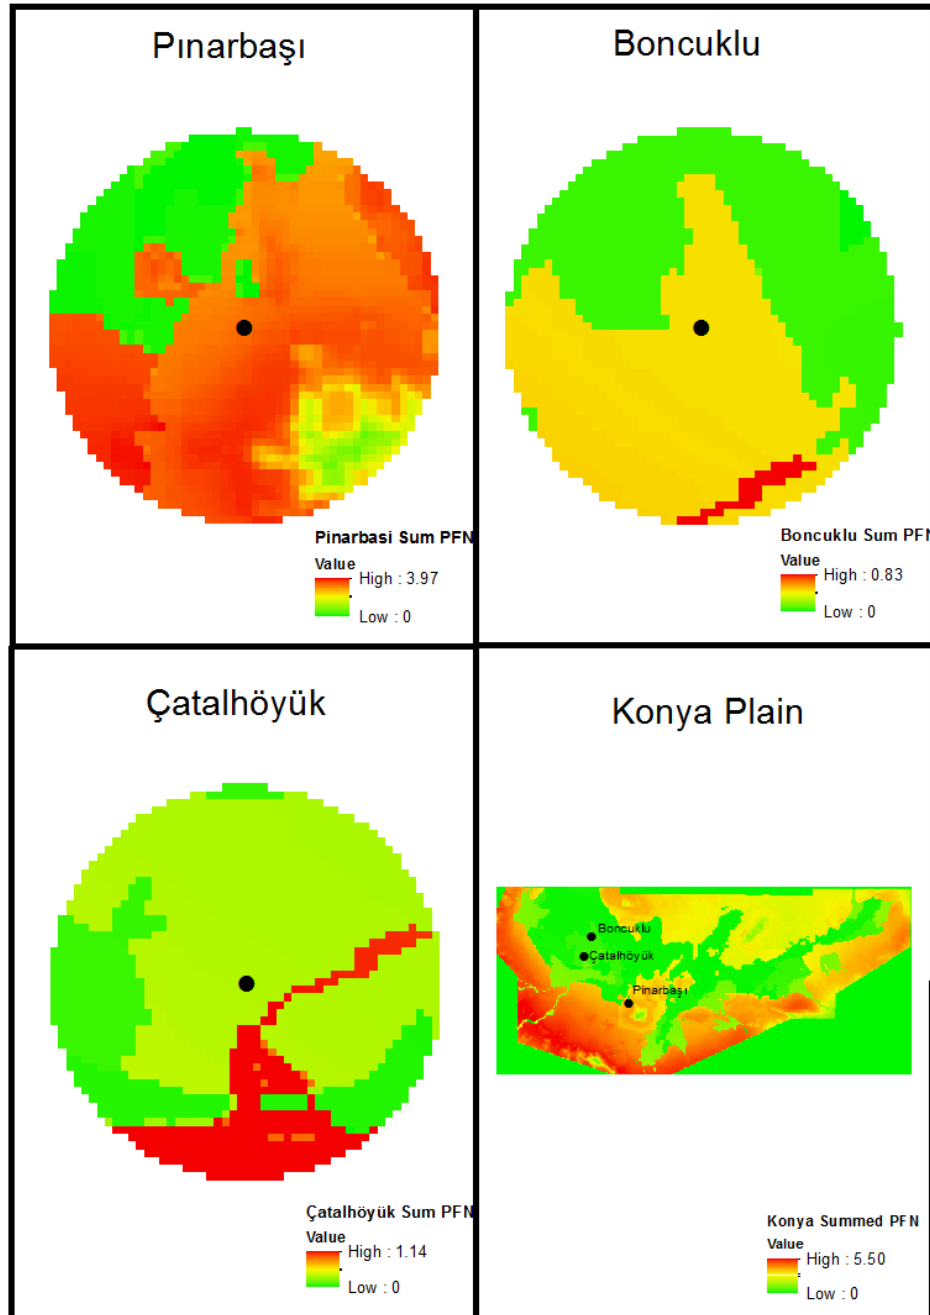 Pınarbaşı
Pinarbasi Sum PFN
Value
High : 3.97
Low : 0
Boncuklu
Boncuklu Sum PFN
Value
High : 0.83
Low : 0
Çatalhöyük
Çatalhöyük Sum PFN
Value
High : 1.14
Low : 0
Konya Plain
Boncuklu
Çatalhöyük
Pinarbaşı
Konya Summed PFN
Value
High : 5.50
Low : 0